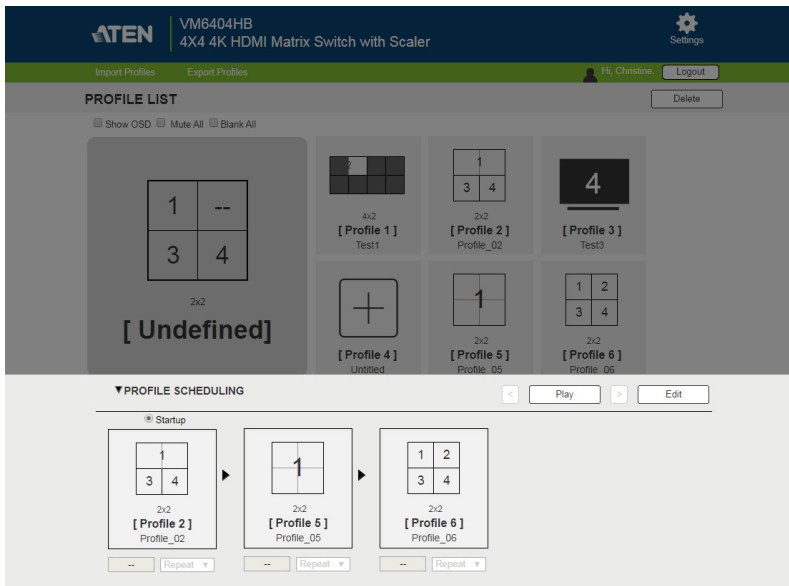 ATEN
VM6404HB
4X4 4K HDMI Matrix Switch with Scaler
Settings
Import Profiles
Export Profiles
Hi, Christine
Logout
PROFILE LIST
Delete
Show OSD
Mute All
Blank All
1 --
3 4
2x2
[ Undefined]
2
4x2
[ Profile 1 ]
Test1
1
3 4
2x2
[ Profile 2 ]
Profile_02
4
[ Profile 3 ]
Test3
[ Profile 4 ]
Untitled
1
2x2
[ Profile 5 ]
Profile_05
1 2
3 4
2x2
[ Profile 6 ]
Profile_06
▼PROFILE SCHEDULING
<
Play
>
Edit
Startup
1
3 4
2x2
[ Profile 2 ]
Profile_02
-- Repeat ▼
1
2x2
[ Profile 5 ]
Profile_05
-- Repeat ▼
1 2
3 4
2x2
[ Profile 6 ]
Profile_06
-- Repeat ▼